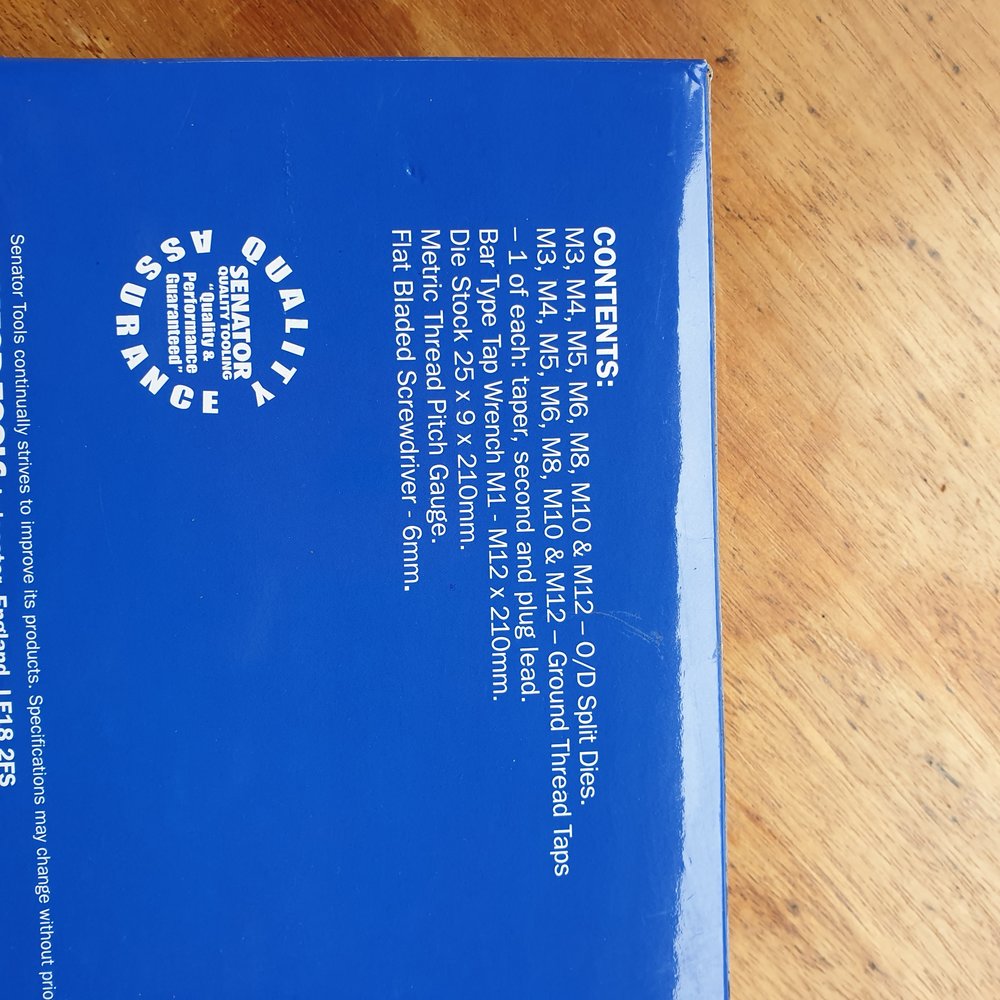 CONTENTS:
M3, M4, M5, M6, M8, M10 & M12 – O/D Split Dies.
M3, M4, M5, M6, M8, M10 & M12 – Ground Thread Taps
– 1 of each: taper, second and plug lead.
Bar Type Tap Wrench M1 - M12 x 210mm.
Die Stock 25 x 9 x 210mm.
Metric Thread Pitch Gauge.
Flat Bladed Screwdriver - 6mm.
QUALITY ASSURANCE
SENATOR
QUALITY TOOLING
"Quality &
Performance
Guaranteed"
Senator Tools continually strives to improve its products. Specifications may change without
England, LE18 2FS